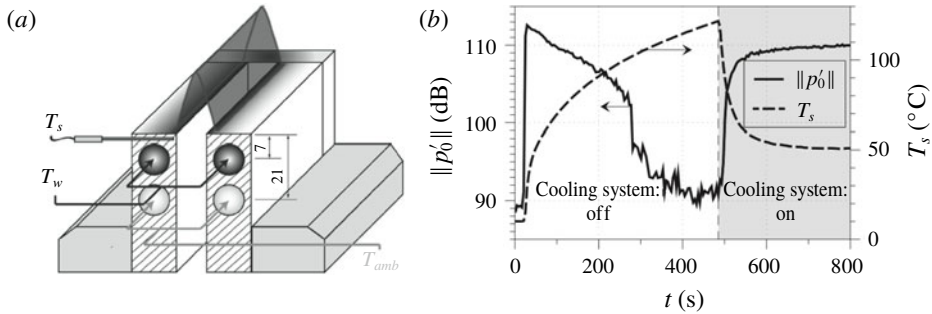 (a)
T_s
T_w
7
21
T_amb
(b)
110
100
90
||p′_0|| (dB)
100
50
0
T_s (°C)
||p′_0||
T_s
Cooling system: off
Cooling system: on
0 200 400 600 800
t (s)